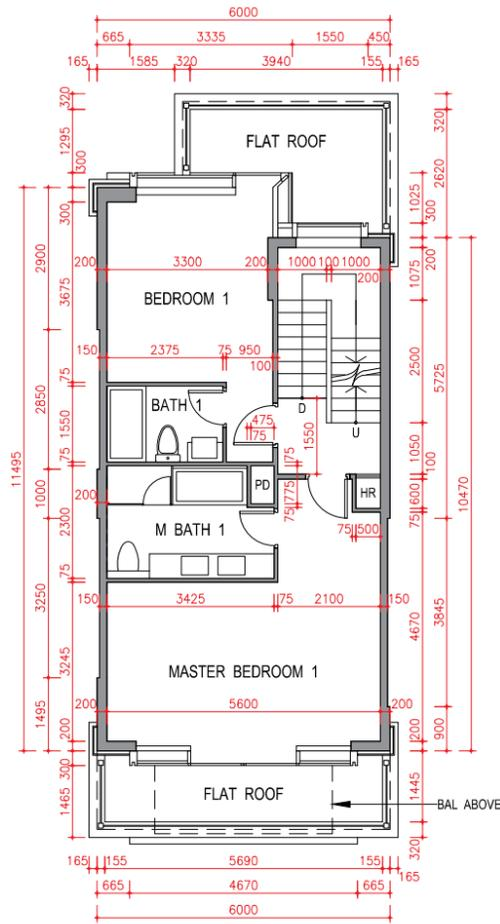 6000
665 3335 1550 450
165 1585 320 3940 155 165
320 320
1295 FLAT ROOF 2620
300 1025
300 300
200
2900 200 3300 200 1000 100 1000 1075
200
3675 BEDROOM 1
2500 5725
150 2375 75 950
100
75
2850 BATH 1 475 D
75 U
1550 1550 1050
11495 75 75 100 10470
1000 200 PD 775 HR 600
75 75
2300 M BATH 1 75 500
75
3250 150 3425 75 2100 150 3845
4670
3245 MASTER BEDROOM 1
200 5600 200
1495 200 200 900
300
1465 FLAT ROOF 1445
BAL ABOVE
320
165 155 5690 155 165
665 4670 665
6000